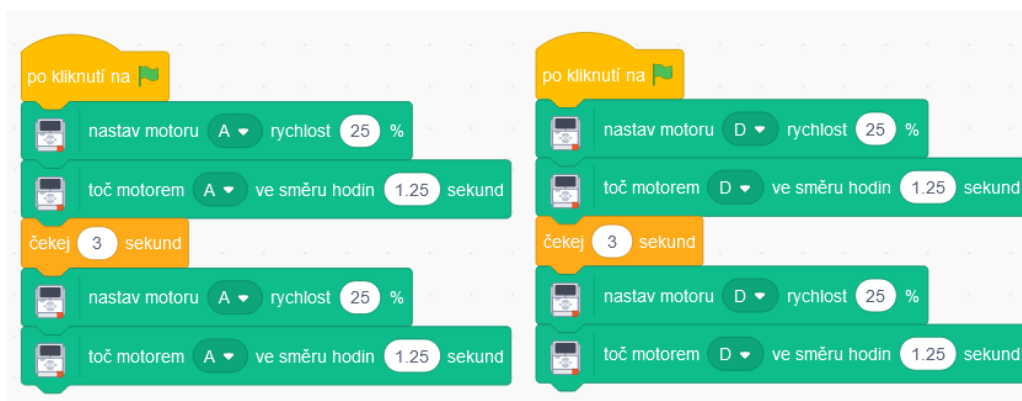 po kliknutí na
nastav motoru A rychlost 25 %
toč motorem A ve směru hodin 1.25 sekund
čekej 3 sekund
nastav motoru A rychlost 25 %
toč motorem A ve směru hodin 1.25 sekund
po kliknutí na
nastav motoru D rychlost 25 %
toč motorem D ve směru hodin 1.25 sekund
čekej 3 sekund
nastav motoru D rychlost 25 %
toč motorem D ve směru hodin 1.25 sekund